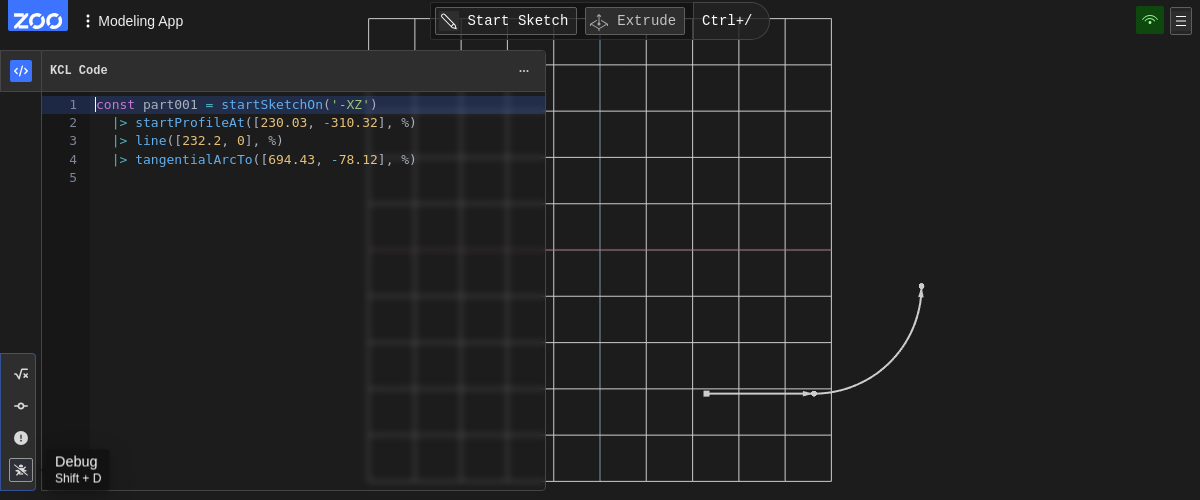 ZOO Modeling App
Start Sketch Extrude Ctrl+/
KCL Code
1 const part001 = startSketchOn('-XZ')
2 |> startProfileAt([230.03, -310.32], %)
3 |> line([232.2, 0], %)
4 |> tangentialArcTo([694.43, -78.12], %)
5
Debug
Shift + D